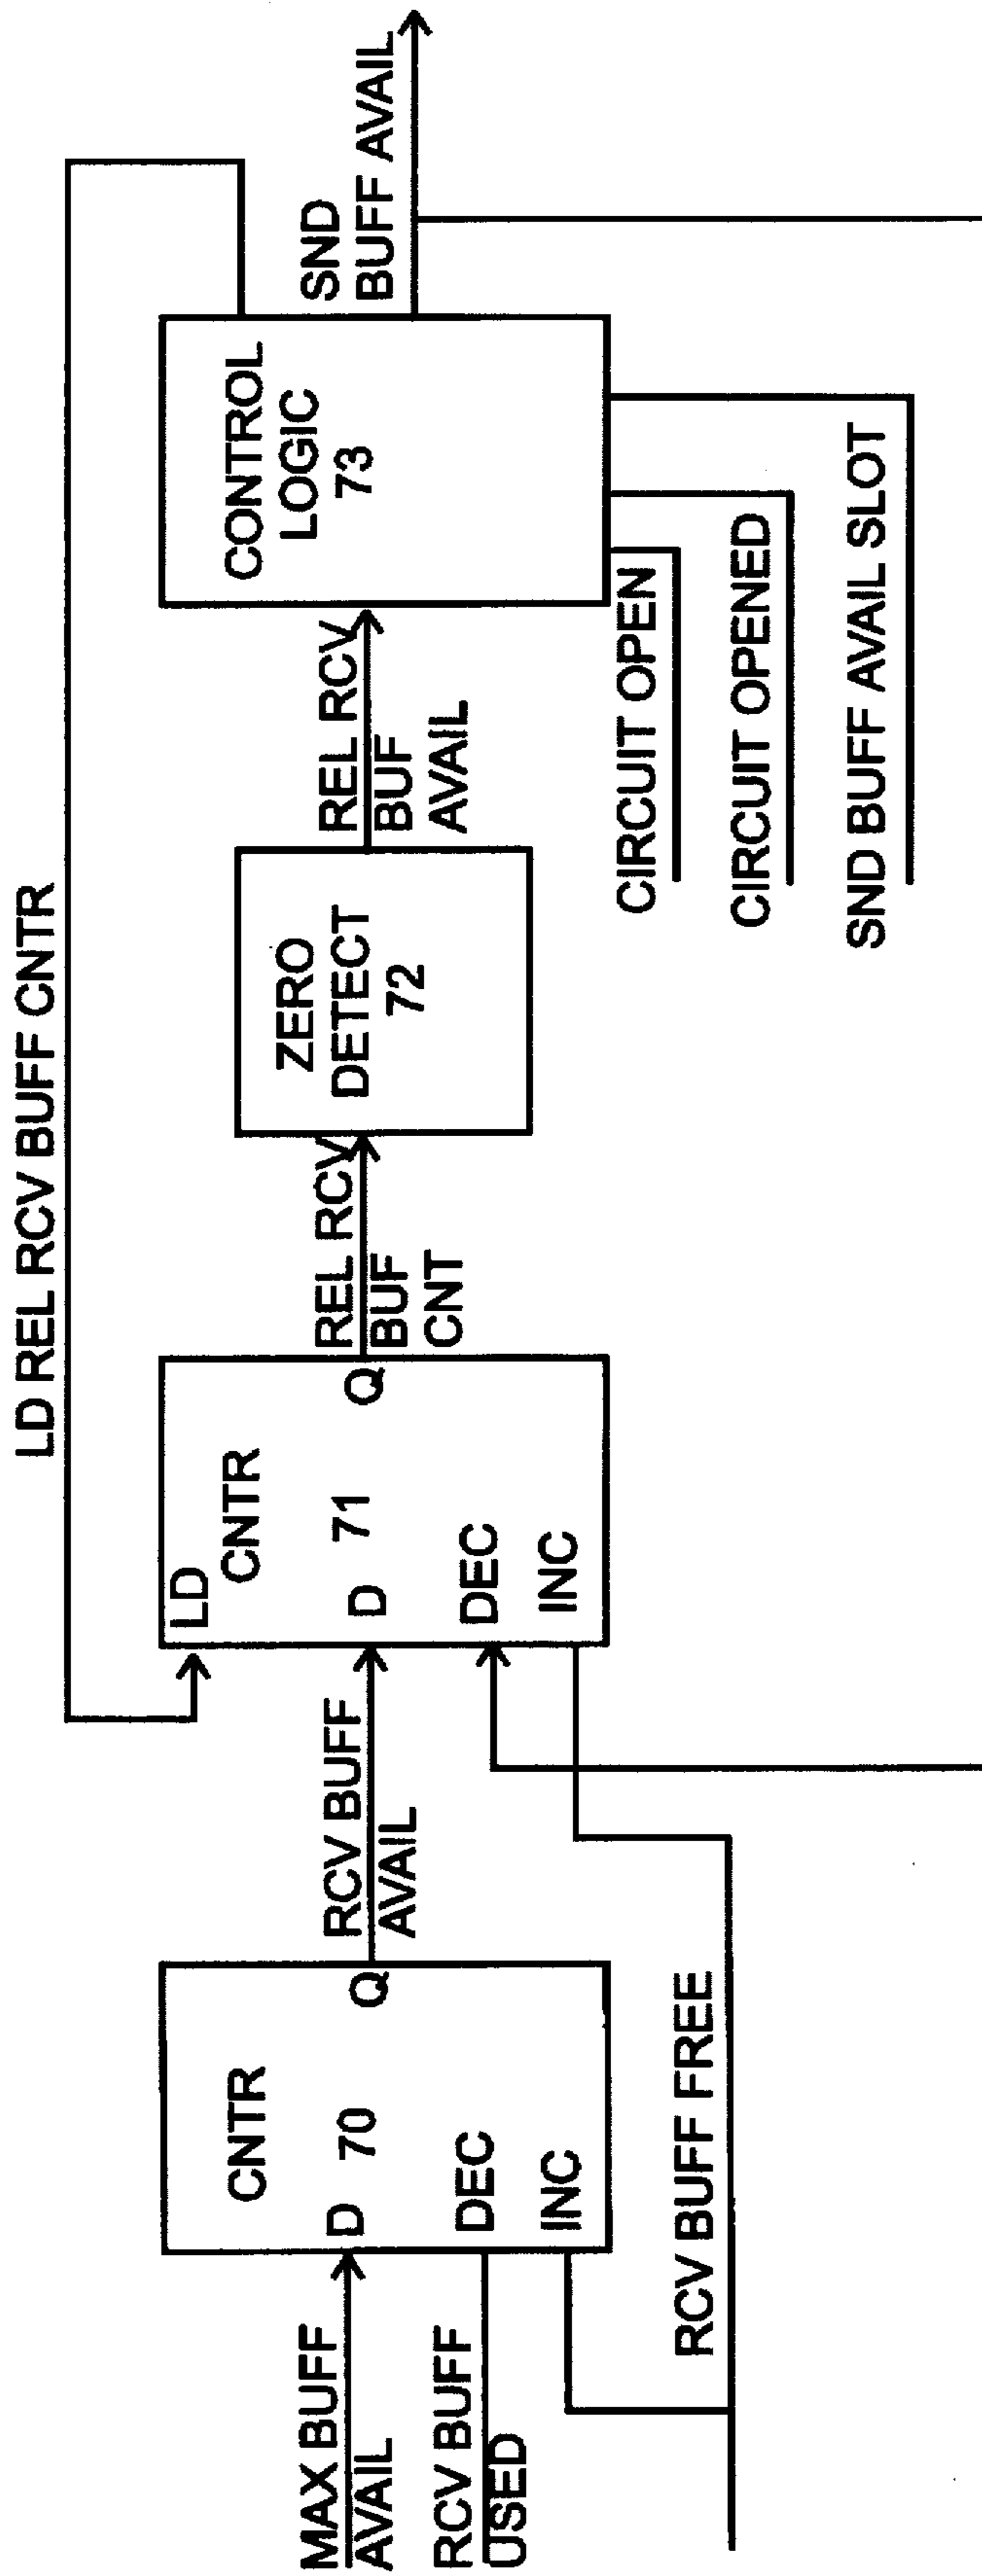 LD REL RCV BUFF CNTR
MAX BUFF
AVAIL
RCV BUFF
USED
CNTR
D 70 Q
DEC
INC
RCV BUFF FREE
RCV BUFF
AVAIL
LD
CNTR
D 71 Q
DEC
INC
REL RCV
BUF
CNT
ZERO
DETECT
72
REL RCV
BUF
AVAIL
CONTROL
LOGIC
73
CIRCUIT OPEN
CIRCUIT OPENED
SND BUFF AVAIL SLOT
SND
BUFF AVAIL